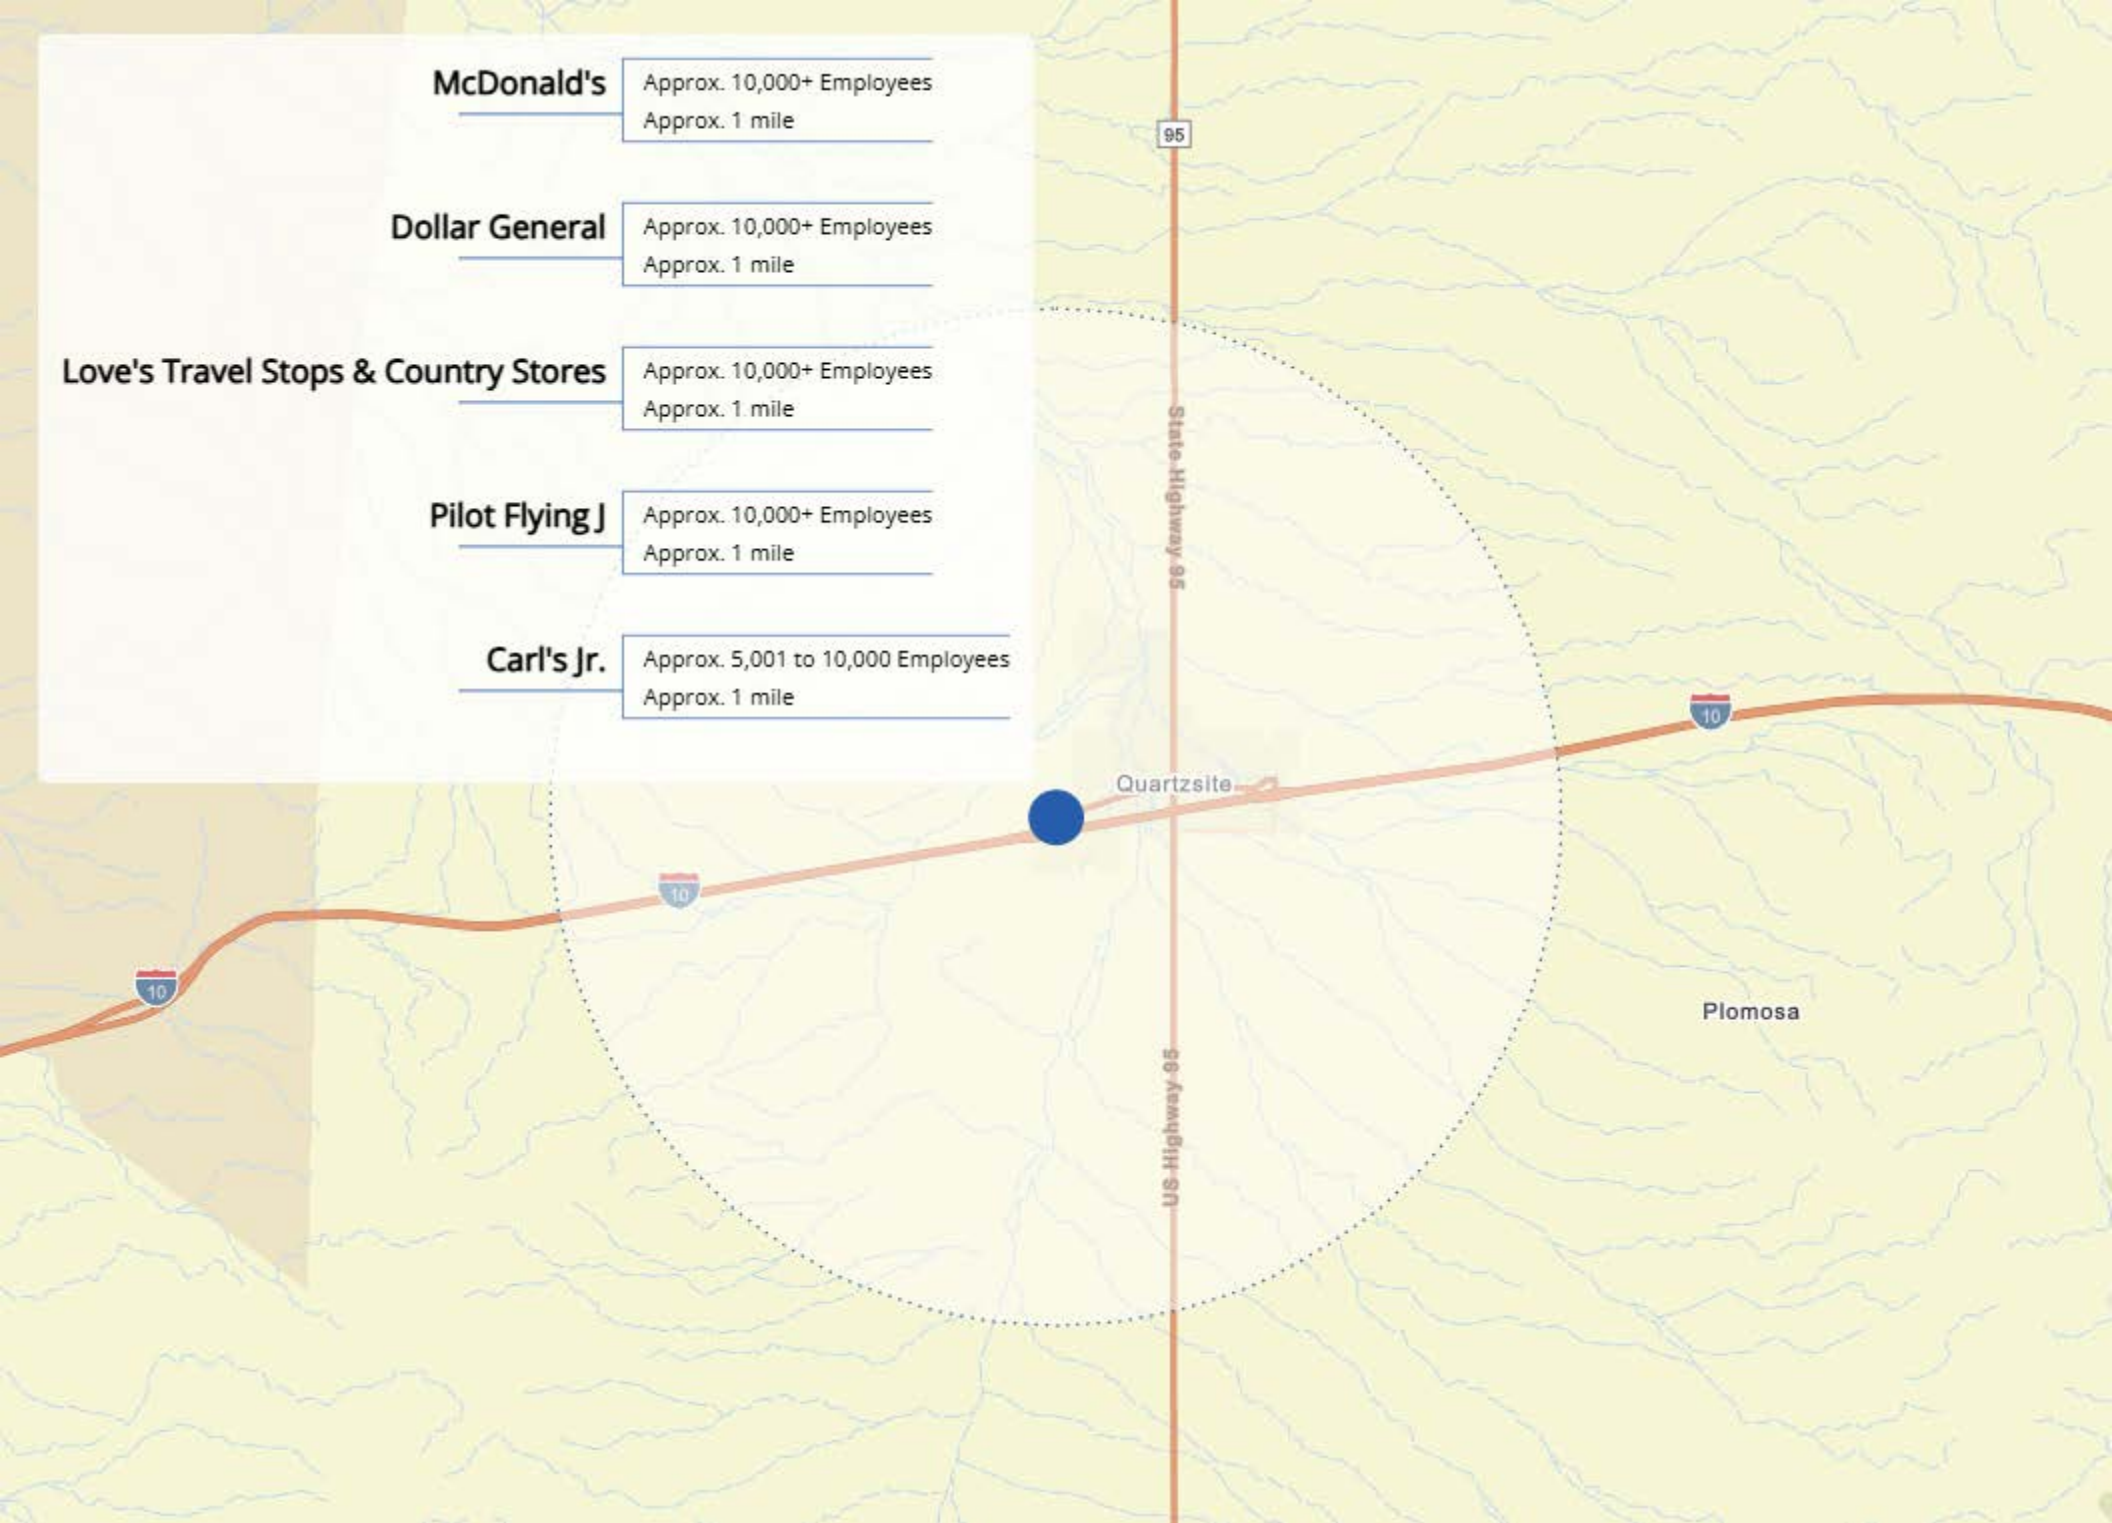 McDonald's
Approx. 10,000+ Employees
Approx. 1 mile
Dollar General
Approx. 10,000+ Employees
Approx. 1 mile
Love's Travel Stops & Country Stores
Approx. 10,000+ Employees
Approx. 1 mile
Pilot Flying J
Approx. 10,000+ Employees
Approx. 1 mile
Carl's Jr.
Approx. 5,001 to 10,000 Employees
Approx. 1 mile
95
State Highway 95
10
Quartzsite
10
10
Plomosa
US Highway 95